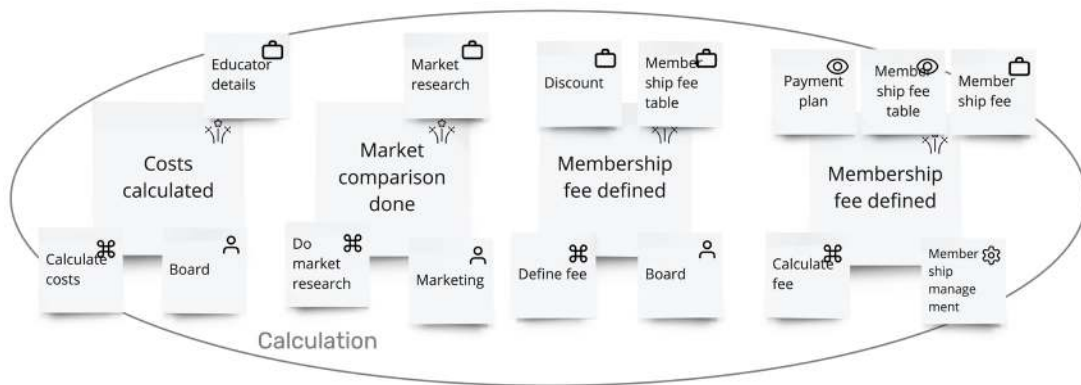 Educator
details
Market
research
Discount
Member
ship fee
table
Payment
plan
Member
ship fee
table
Member
ship fee
Costs
calculated
Market
comparison
done
Membership
fee defined
Membership
fee defined
Calculate
costs
Board
Do
market
research
Marketing
Define fee
Board
Calculate
fee
Member
ship
manage
ment
Calculation